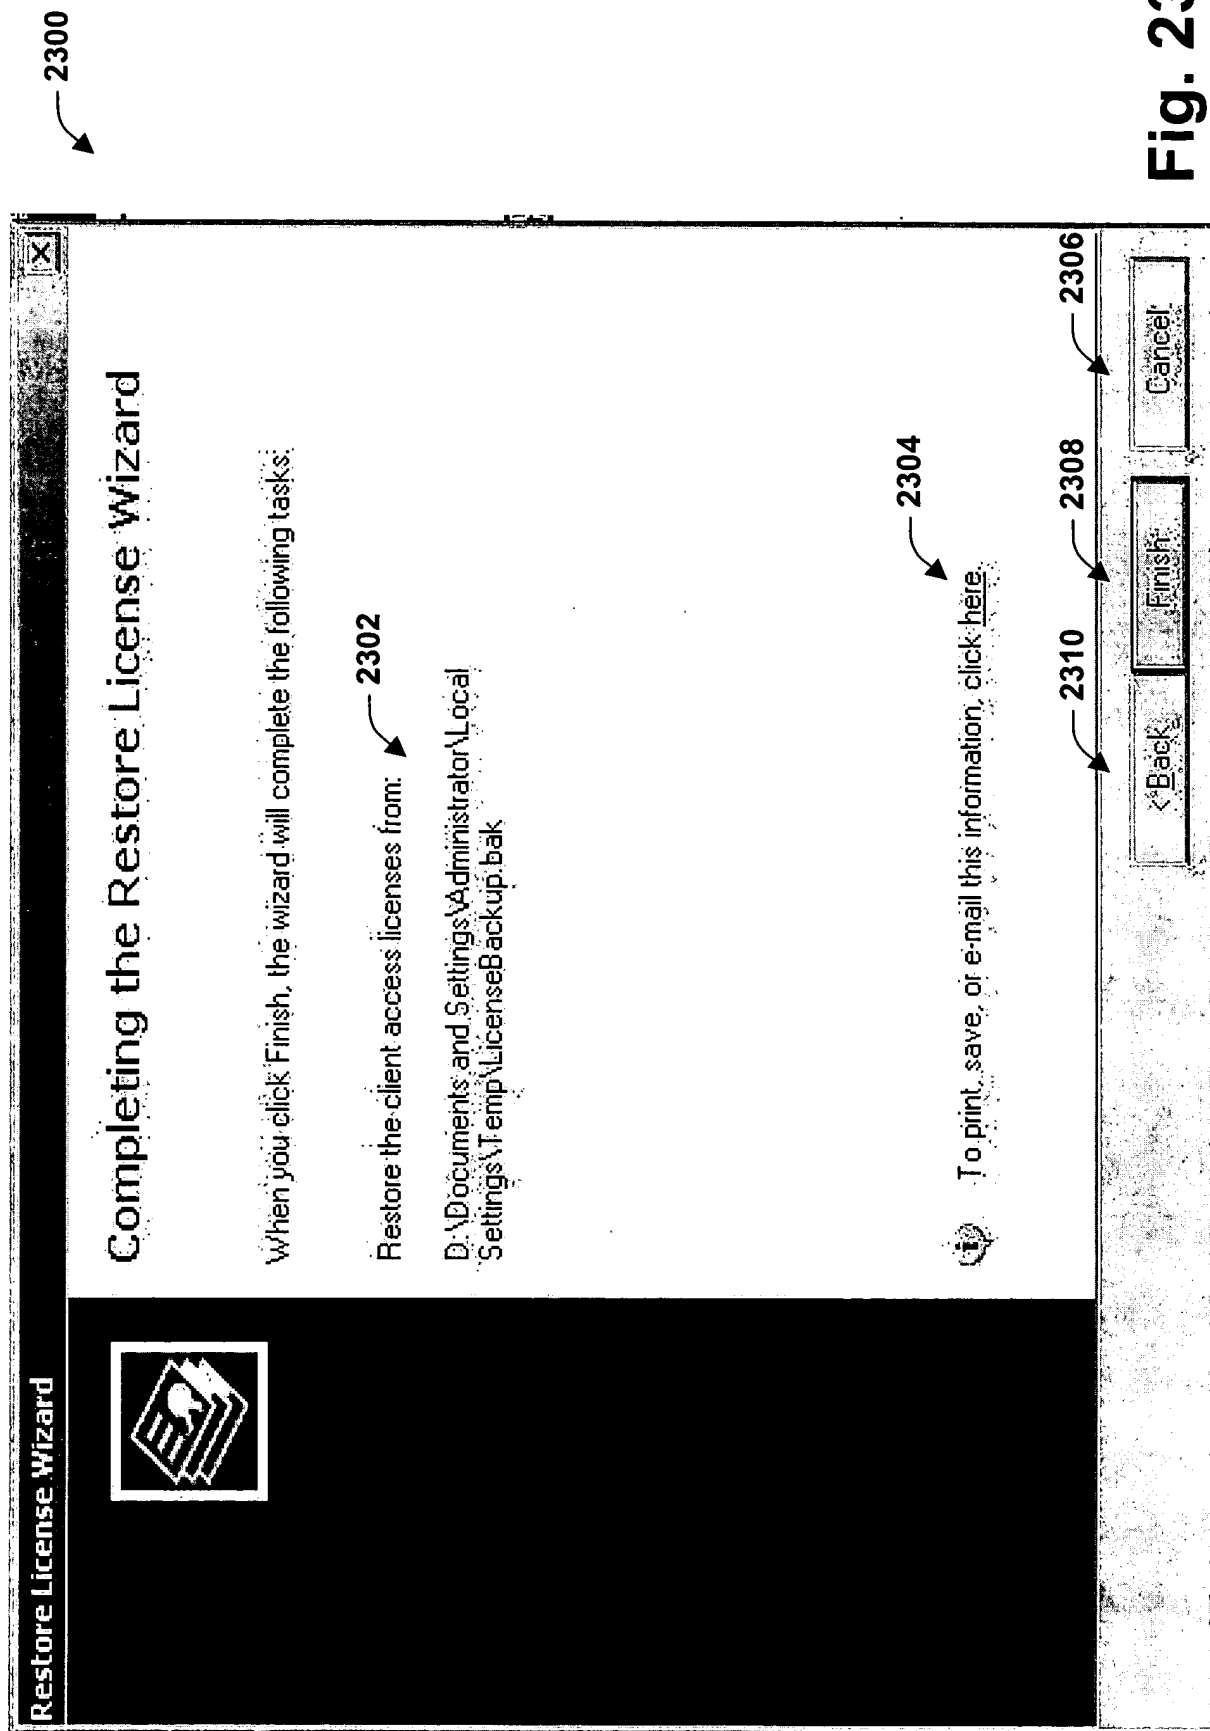 2300
Restore License Wizard
Completing the Restore License Wizard
When you click Finish, the wizard will complete the following tasks:
2302
Restore the client access licenses from:
D:\Documents and Settings\Administrator\Local
Settings\Temp\LicenseBackup.bak
2304
To print, save, or e-mail this information, click here.
2310
2308
2306
< Back
Finish
Cancel
Fig. 23